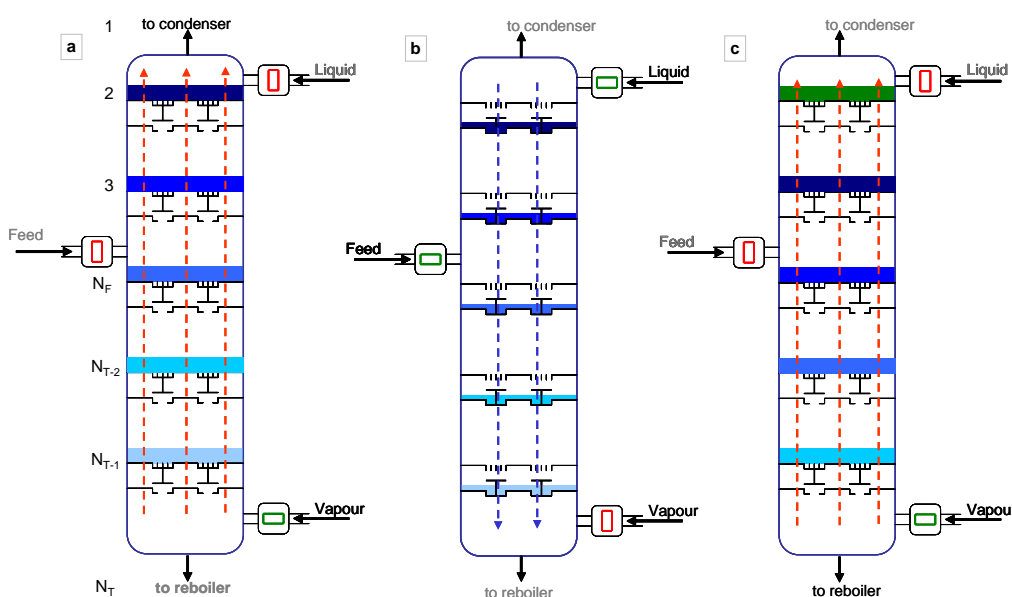 1
to condenser
a
Liquid
2
3
Feed
N_F
N_T-2
N_T-1
Vapour
N_T
to reboiler
b
to condenser
Liquid
Feed
Vapour
to reboiler
c
to condenser
Liquid
Feed
Vapou
to reboiler